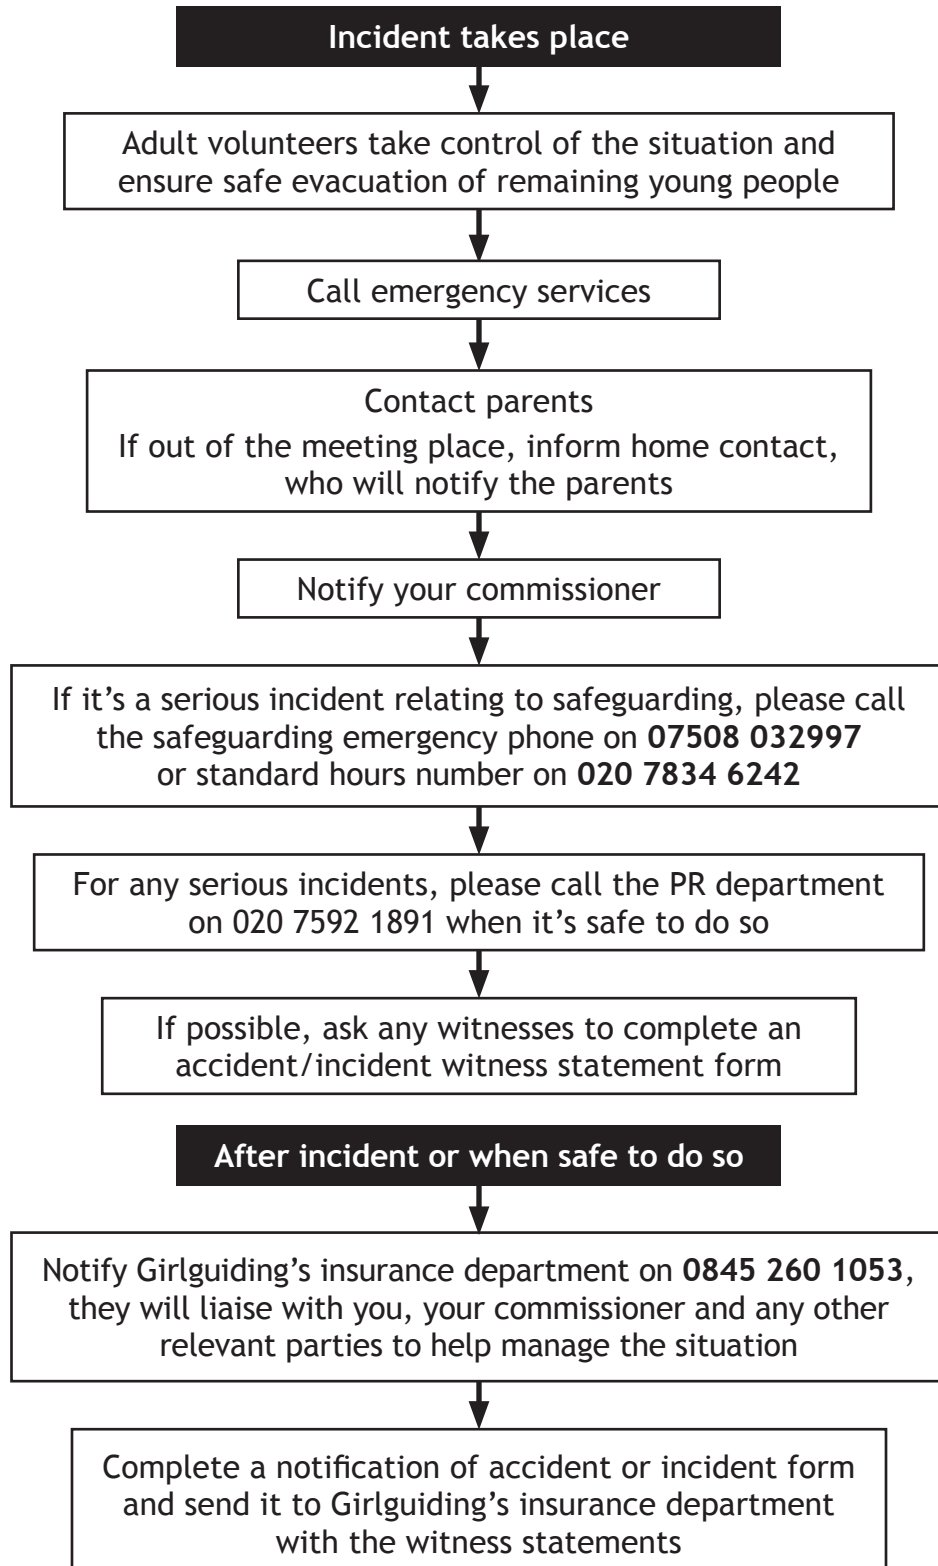 Incident takes place
Adult volunteers take control of the situation and
ensure safe evacuation of remaining young people
Call emergency services
Contact parents
If out of the meeting place, inform home contact,
who will notify the parents
Notify your commissioner
If it’s a serious incident relating to safeguarding, please call
the safeguarding emergency phone on 07508 032997
or standard hours number on 020 7834 6242
For any serious incidents, please call the PR department
on 020 7592 1891 when it’s safe to do so
If possible, ask any witnesses to complete an
accident/incident witness statement form
After incident or when safe to do so
Notify Girlguiding’s insurance department on 0845 260 1053,
they will liaise with you, your commissioner and any other
relevant parties to help manage the situation
Complete a notification of accident or incident form
and send it to Girlguiding’s insurance department
with the witness statements